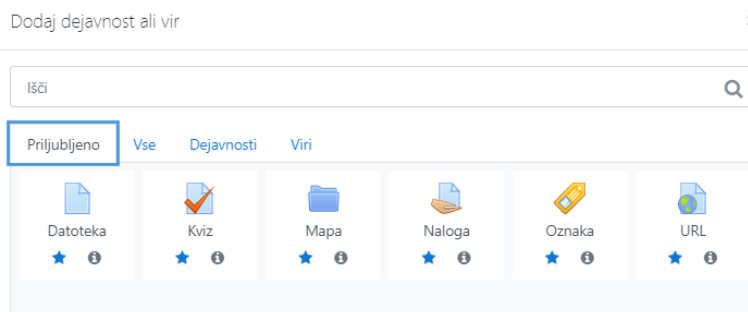 Dodaj dejavnost ali vir
Išči
Priljubljeno Vse Dejavnosti Viri
Datoteka Kviz Mapa Naloga Oznaka URL